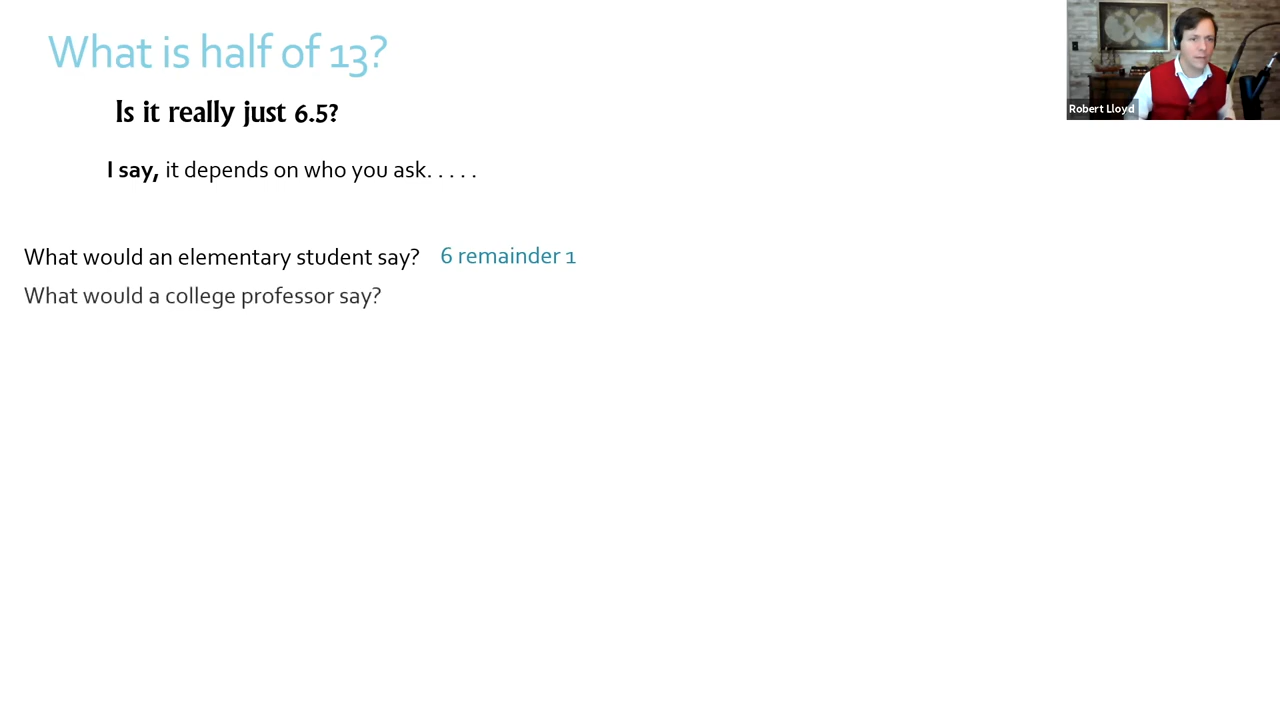 What is half of 13?
Is it really just 6.5?
I say, it depends on who you ask. . . . .
What would an elementary student say? 6 remainder 1
What would a college professor say?
Robert Lloyd